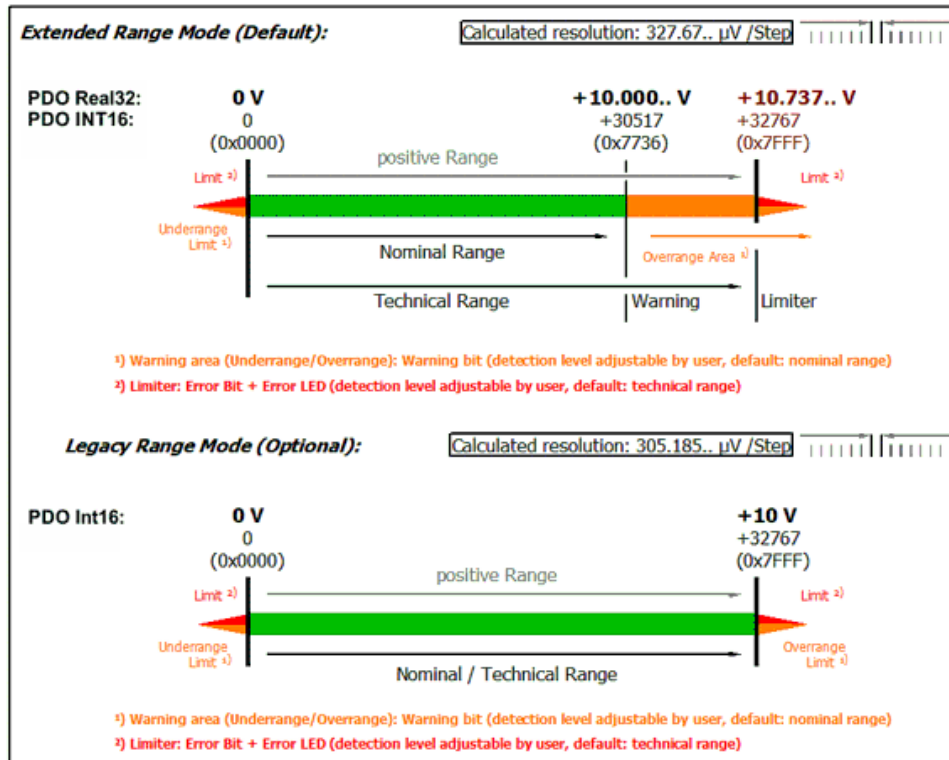 Extended Range Mode (Default):
Calculated resolution: 327.67.. µV /Step
PDO Real32: 0 V +10.000.. V +10.737.. V
PDO INT16: 0 +30517 +32767
(0x0000) (0x7736) (0x7FFF)
positive Range
Limit ²⁾ Limit ²⁾
Underrange
Limit ¹⁾
Nominal Range Overrange Area ¹⁾
Technical Range Warning Limiter
¹) Warning area (Underrange/Overrange): Warning bit (detection level adjustable by user, default: nominal range)
²) Limiter: Error Bit + Error LED (detection level adjustable by user, default: technical range)
Legacy Range Mode (Optional):
Calculated resolution: 305.185.. µV /Step
PDO Int16: 0 V +10 V
0 +32767
(0x0000) (0x7FFF)
positive Range
Limit ²⁾ Limit ²⁾
Underrange Overrange
Limit ¹⁾ Limit ¹⁾
Nominal / Technical Range
¹) Warning area (Underrange/Overrange): Warning bit (detection level adjustable by user, default: nominal range)
²) Limiter: Error Bit + Error LED (detection level adjustable by user, default: technical range)